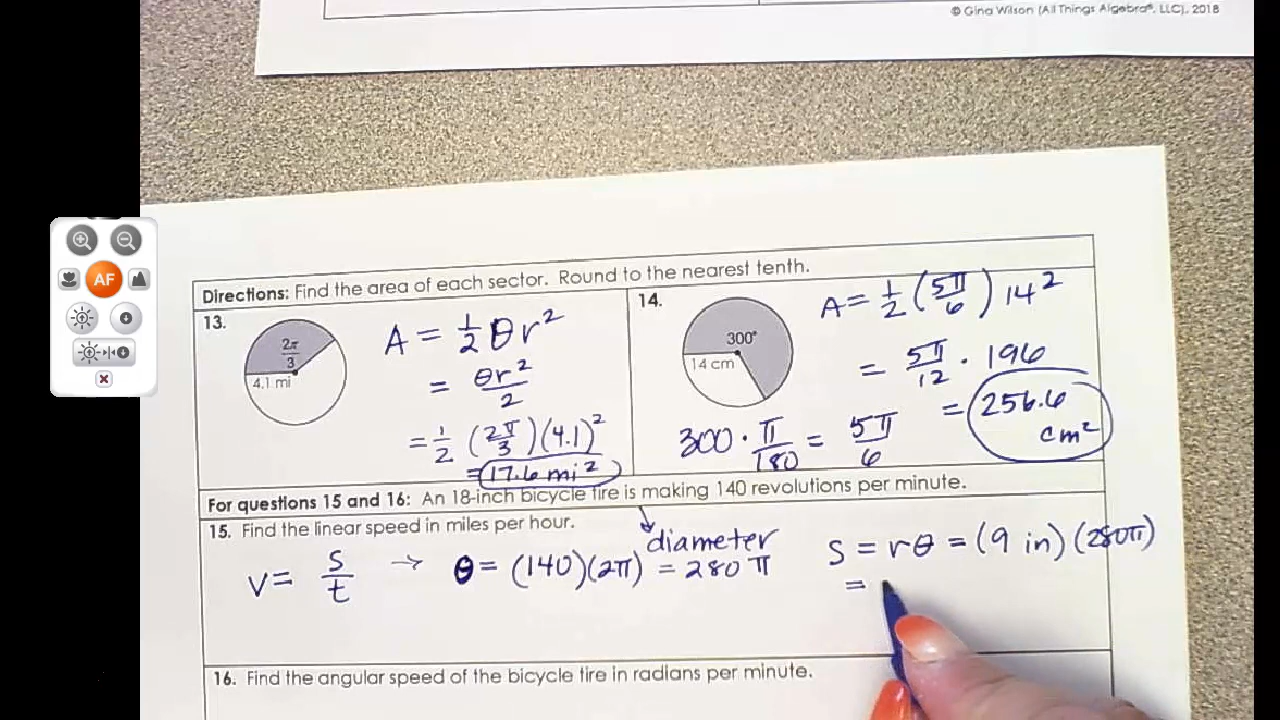 © Gina Wilson (All Things Algebra®, LLC), 2018
AF
Directions: Find the area of each sector. Round to the nearest tenth.
13.
2π/3
4.1 mi
A = 1/2 θr²
= θr²/2
= 1/2 (2π/3)(4.1)²
= 17.6 mi²
14.
300°
14 cm
A = 1/2 (5π/6) 14²
= 5π/12 · 196
= 256.6
cm²
300 · π/180 = 5π/6
For questions 15 and 16: An 18-inch bicycle tire is making 140 revolutions per minute.
15. Find the linear speed in miles per hour.
diameter
V = s/t → θ = (140)(2π) = 280 π
S = rθ = (9 in)(280π)
=
16. Find the angular speed of the bicycle tire in radians per minute.